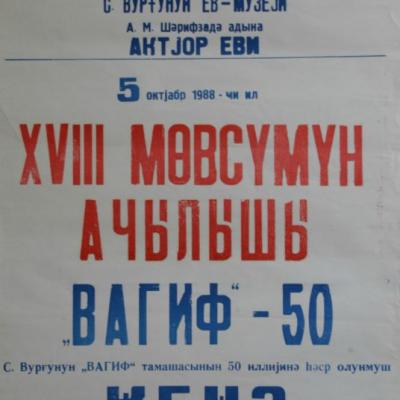 С. ВУРҒУНУН ЕВ-МУЗЕЈИ
А. М. Шәрифзадә адына
АКТЈОР ЕВИ
5 октјабр 1988-чи ил
XVIII МӨВСҮМҮН
АЧЫЛЫШЫ
„ВАГИФ“ - 50
С. Вурғунун „ВАГИФ“ тамашасынын 50 иллијинә һәср олунмуш